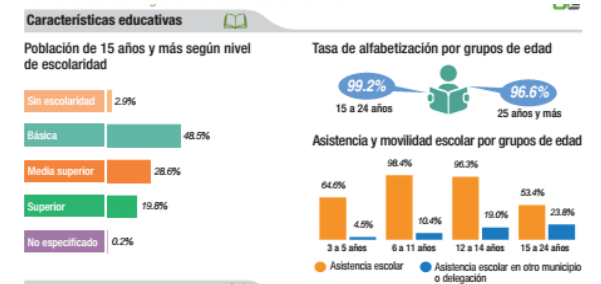 Características educativas
Población de 15 años y más según nivel
de escolaridad
Sin escolaridad 2.9%
Básica 48.5%
Media superior 28.6%
Superior 19.8%
No especificado 0.2%
Tasa de alfabetización por grupos de edad
99.2%
15 a 24 años
96.6%
25 años y más
Asistencia y movilidad escolar por grupos de edad
64.6% 4.5%
98.4% 10.4%
96.3% 19.0%
53.4% 23.8%
3 a 5 años 6 a 11 años 12 a 14 años 15 a 24 años
Asistencia escolar
Asistencia escolar en otro municipio
o delegación